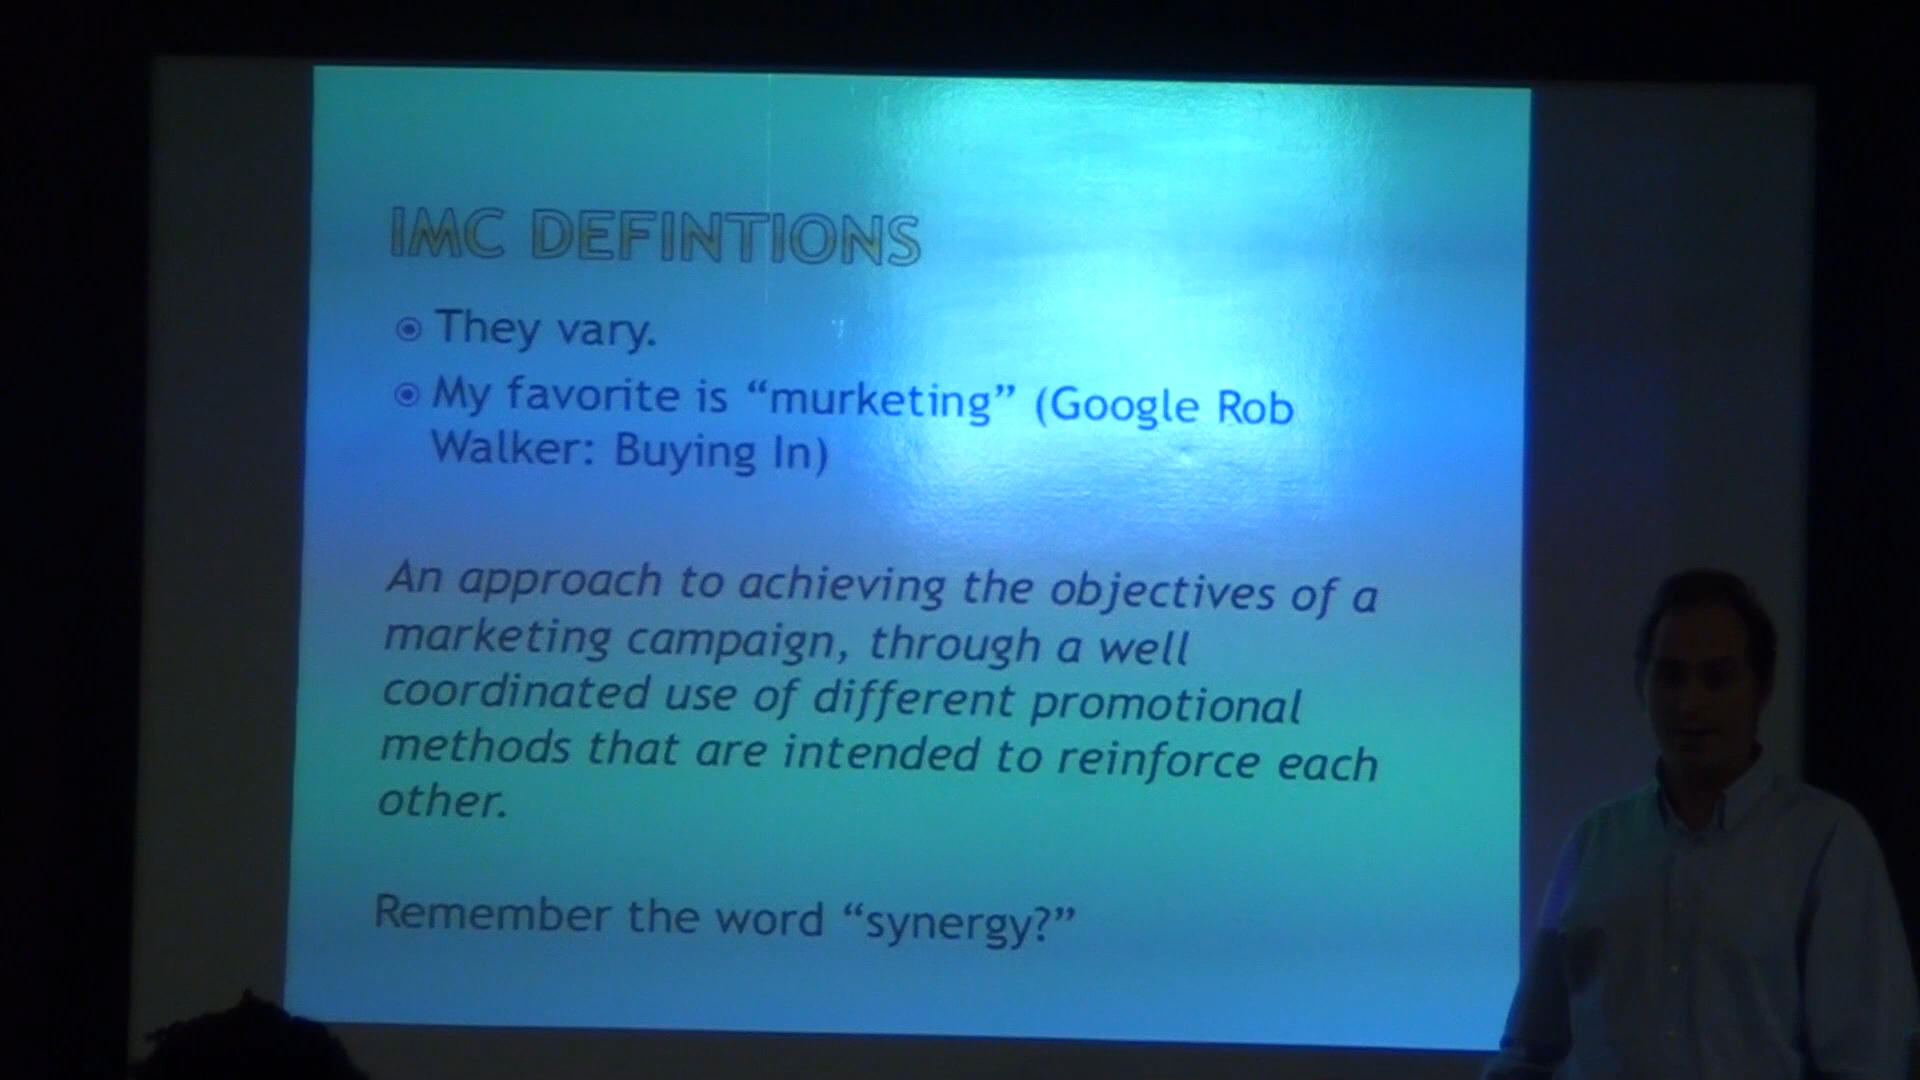 IMC DEFINTIONS
They vary.
My favorite is “murketing” (Google Rob
Walker: Buying In)
An approach to achieving the objectives of a
marketing campaign, through a well
coordinated use of different promotional
methods that are intended to reinforce each
other.
Remember the word “synergy?”